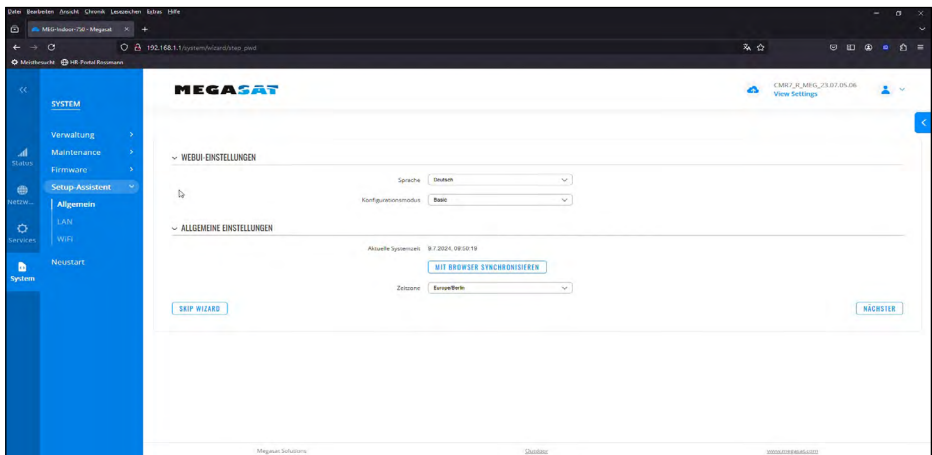 Datei Bearbeiten Ansicht Chronik Lesezeichen Extras Hilfe
MEG-Indoor-750 - Megasat
192.168.1.1/system/wizard/step_pwd
Meistbesucht HR-Portal Rossmann
MEGASAT
CMR7_R_MEG_23.07.05.06
View Settings
SYSTEM
Verwaltung
Maintenance
Firmware
Setup-Assistent
Allgemein
LAN
WiFi
Neustart
Status
Netzw...
Services
System
WEBUI-EINSTELLUNGEN
Sprache Deutsch
Konfigurationsmodus Basic
ALLGEMEINE EINSTELLUNGEN
Aktuelle Systemzeit 9.7.2024, 09:50:19
MIT BROWSER SYNCHRONISIEREN
Zeitzone Europe/Berlin
SKIP WIZARD
NÄCHSTER
Megasat Solutions
www.megasat.com